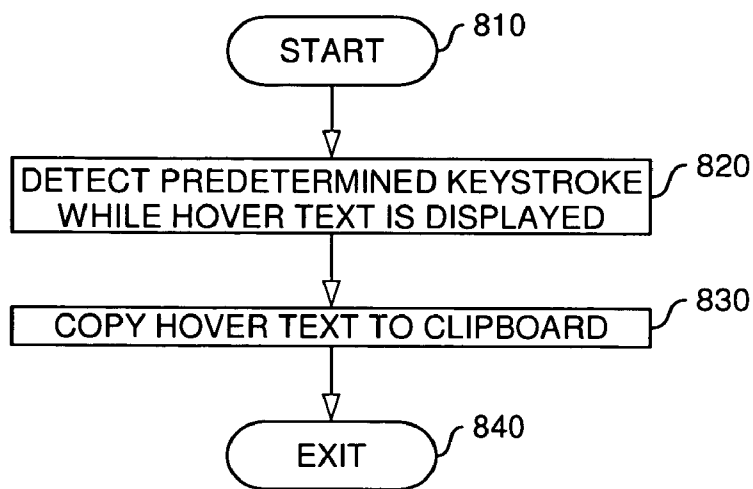 START
810
DETECT PREDETERMINED KEYSTROKE
WHILE HOVER TEXT IS DISPLAYED
820
COPY HOVER TEXT TO CLIPBOARD
830
EXIT
840